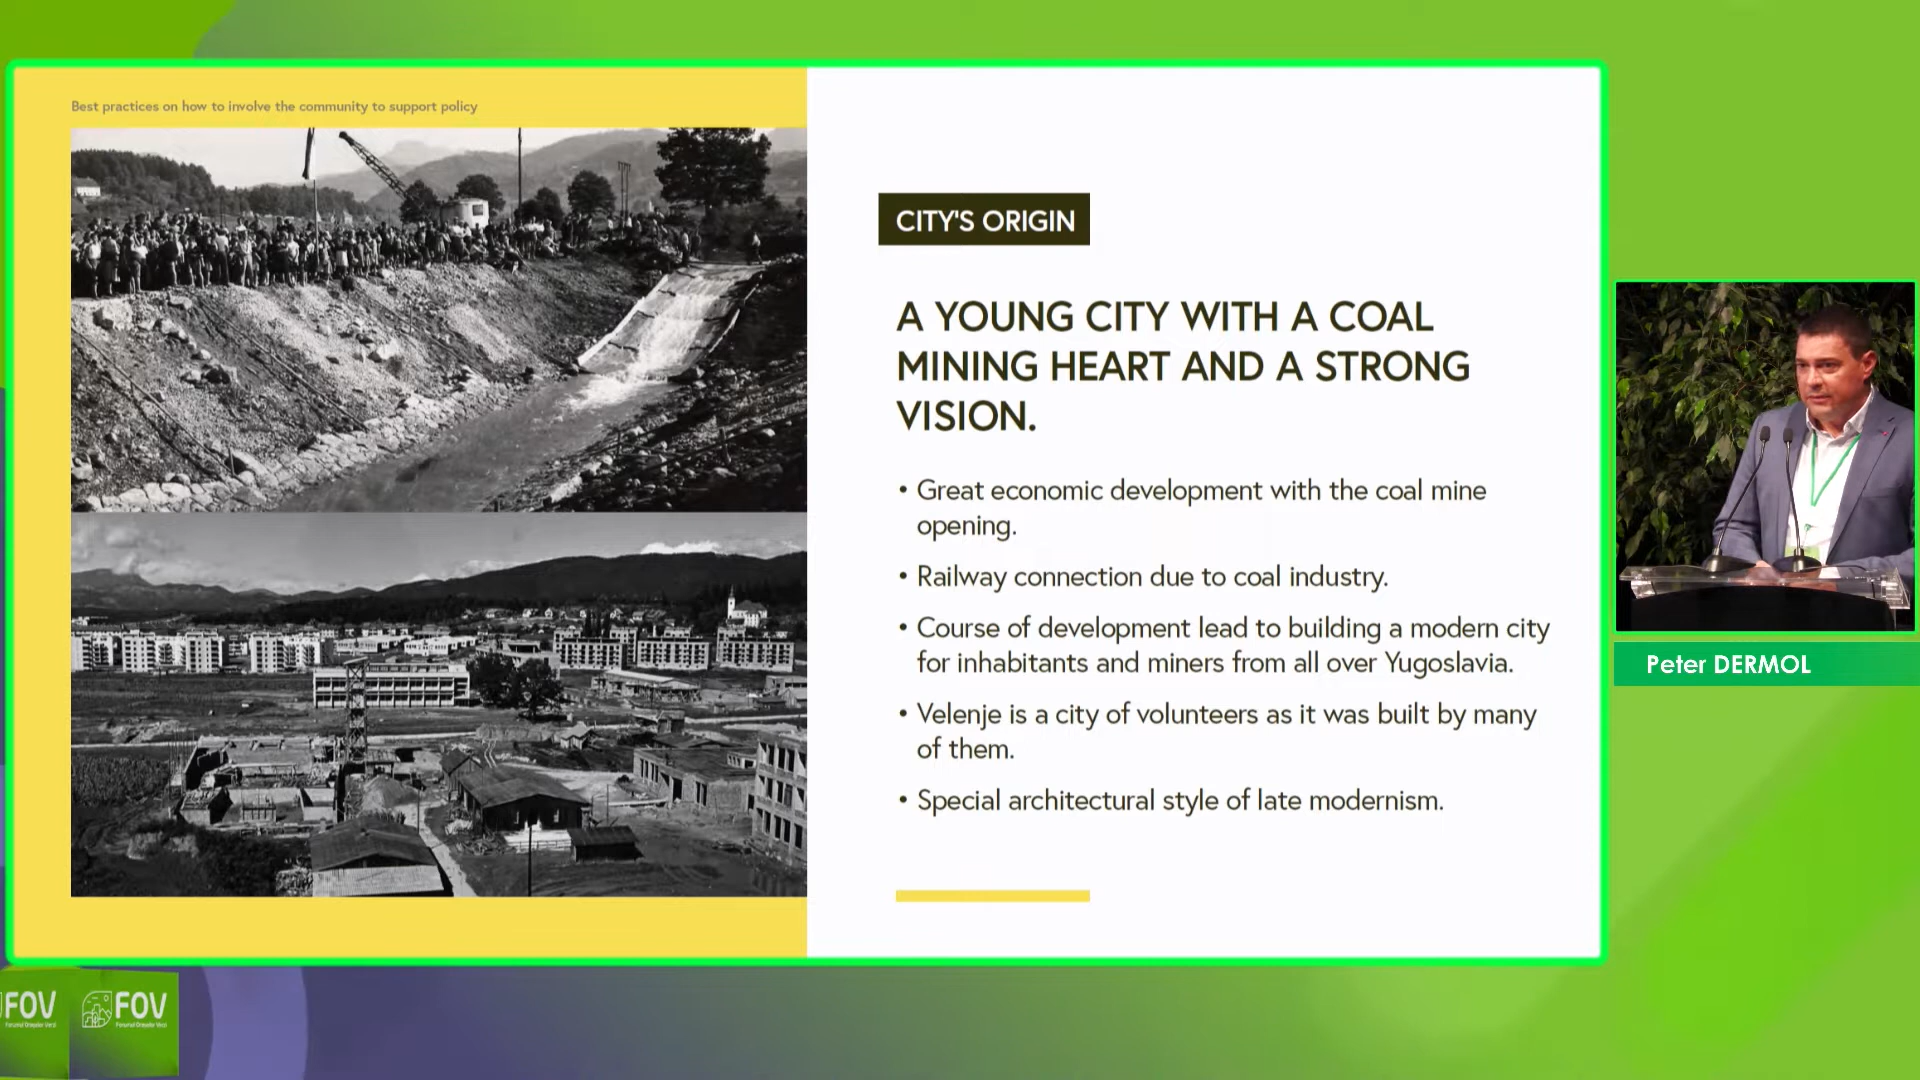 Best practices on how to involve the community to support policy
CITY'S ORIGIN
A YOUNG CITY WITH A COAL
MINING HEART AND A STRONG
VISION.
• Great economic development with the coal mine
opening.
• Railway connection due to coal industry.
• Course of development lead to building a modern city
for inhabitants and miners from all over Yugoslavia.
• Velenje is a city of volunteers as it was built by many
of them.
• Special architectural style of late modernism.
Peter DERMOL
FOV
Forumul Orașelor Verzi
FOV
Forumul Orașelor Verzi